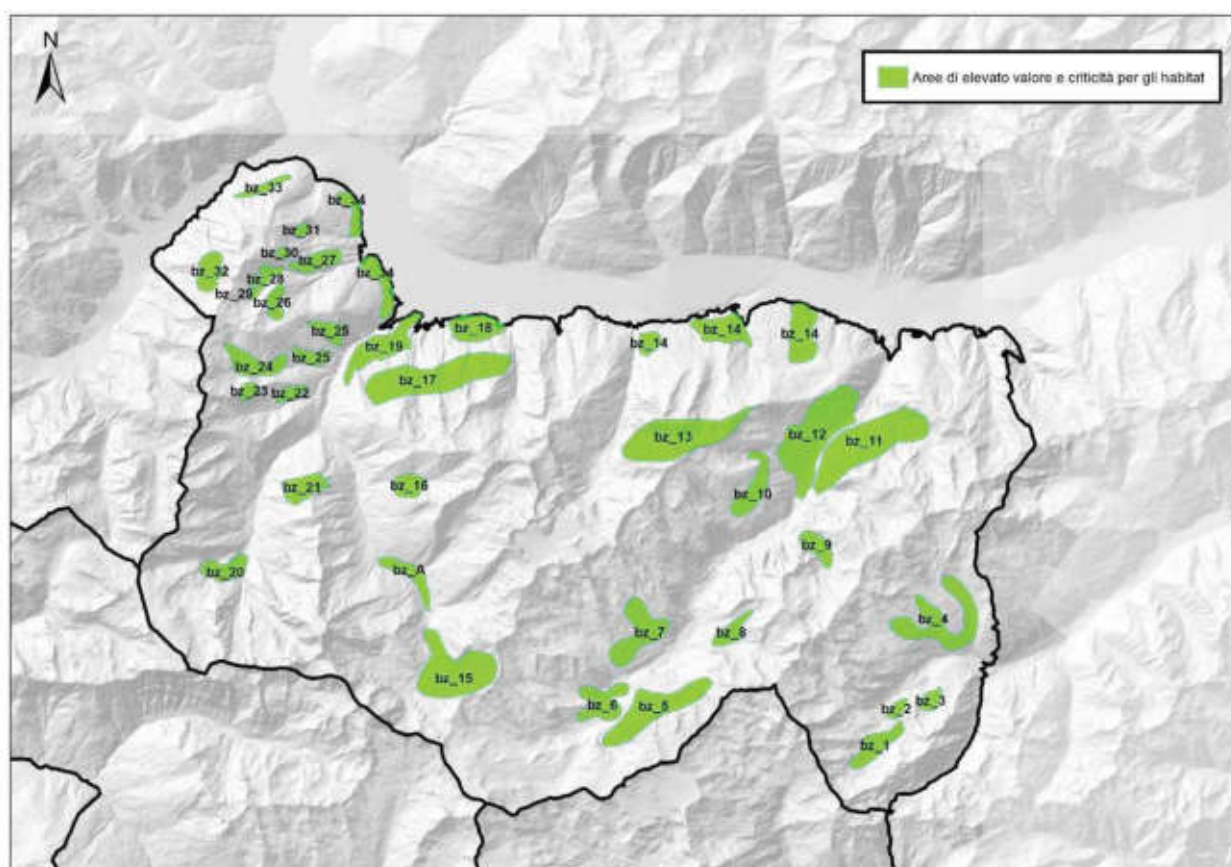 N
Aree di elevato valore e criticità per gli habitat
bz_33
bz_34
bz_31
bz_30
bz_27
bz_32
bz_28
bz_29
bz_26
bz_25
bz_18
bz_14
bz_14
bz_14
bz_19
bz_25
bz_24
bz_17
bz_23
bz_22
bz_13
bz_12
bz_11
bz_21
bz_16
bz_10
bz_9
bz_20
bz_4
bz_7
bz_8
bz_15
bz_6
bz_5
bz_2
bz_3
bz_1